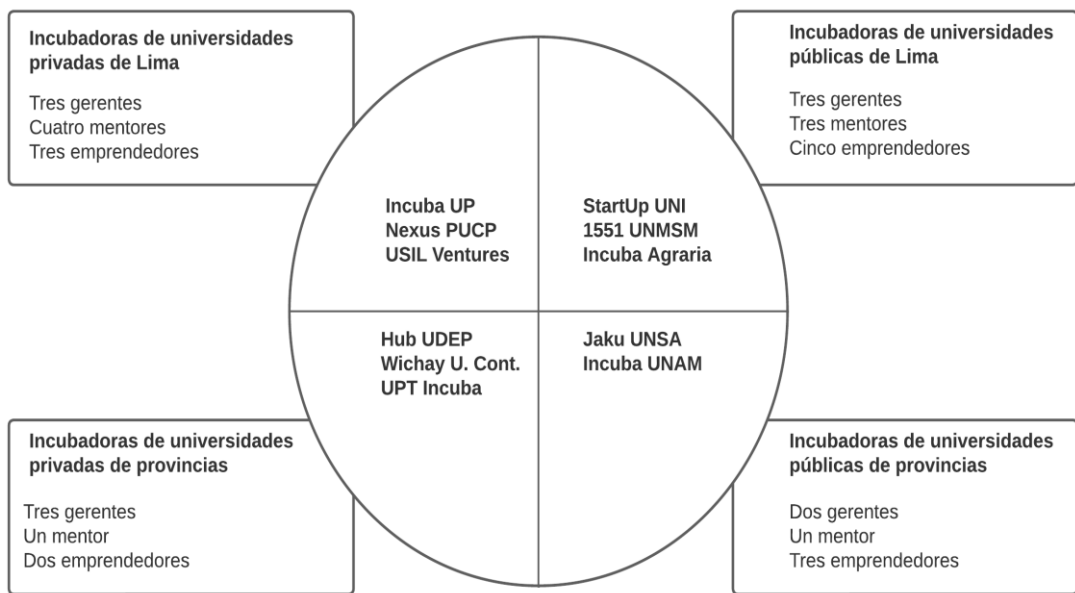 Incubadoras de universidades
privadas de Lima
Tres gerentes
Cuatro mentores
Tres emprendedores
Incubadoras de universidades
públicas de Lima
Tres gerentes
Tres mentores
Cinco emprendedores
Incuba UP
Nexus PUCP
USIL Ventures
StartUp UNI
1551 UNMSM
Incuba Agraria
Hub UDEP
Wichay U. Cont.
UPT Incuba
Jaku UNSA
Incuba UNAM
Incubadoras de universidades
privadas de provincias
Tres gerentes
Un mentor
Dos emprendedores
Incubadoras de universidades
públicas de provincias
Dos gerentes
Un mentor
Tres emprendedores